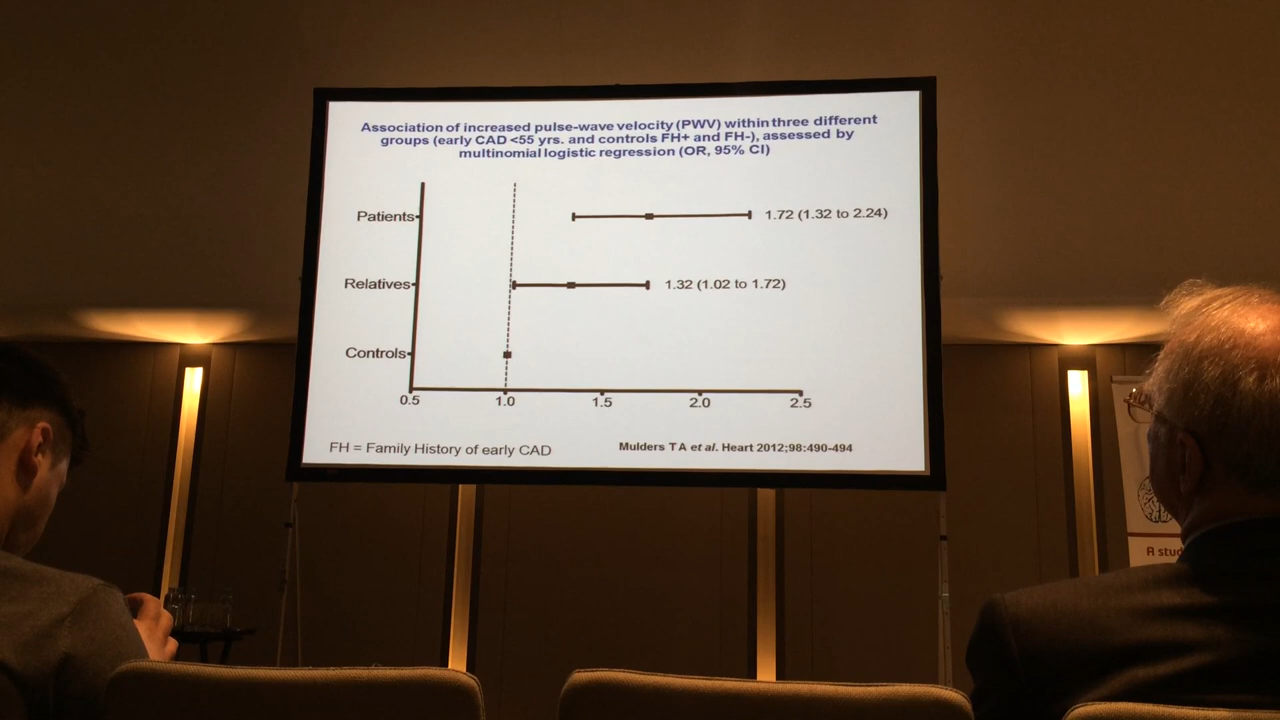 Association of increased pulse-wave velocity (PWV) within three different
groups (early CAD <55 yrs. and controls FH+ and FH-), assessed by
multinomial logistic regression (OR, 95% CI)
Patients
1.72 (1.32 to 2.24)
Relatives
1.32 (1.02 to 1.72)
Controls
0.5 1.0 1.5 2.0 2.5
FH = Family History of early CAD
Mulders T A et al. Heart 2012;98:490-494
A stud